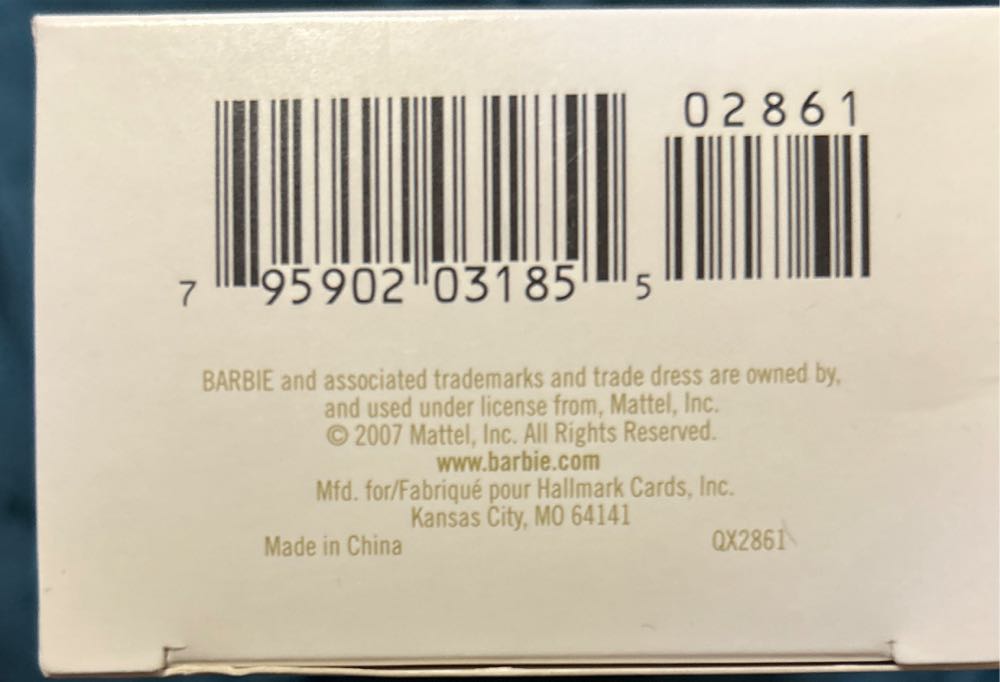 02861
7 95902 03185 5
BARBIE and associated trademarks and trade dress are owned by,
and used under license from, Mattel, Inc.
© 2007 Mattel, Inc. All Rights Reserved.
www.barbie.com
Mfd. for/Fabriqué pour Hallmark Cards, Inc.
Kansas City, MO 64141
Made in China QX2861